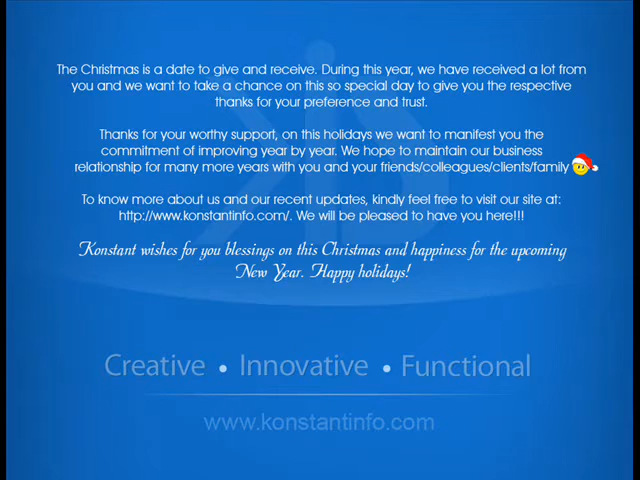 The Christmas is a date to give and receive. During this year, we have received a lot from
you and we want to take a chance on this so special day to give you the respective
thanks for your preference and trust.
Thanks for your worthy support, on this holidays we want to manifest you the
commitment of improving year by year. We hope to maintain our business
relationship for many more years with you and your friends/colleagues/clients/family
To know more about us and our recent updates, kindly feel free to visit our site at:
http://www.konstantinfo.com/. We will be pleased to have you here!!!
Konstant wishes for you blessings on this Christmas and happiness for the upcoming
New Year. Happy holidays!
Creative • Innovative • Functional
www.konstantinfo.com